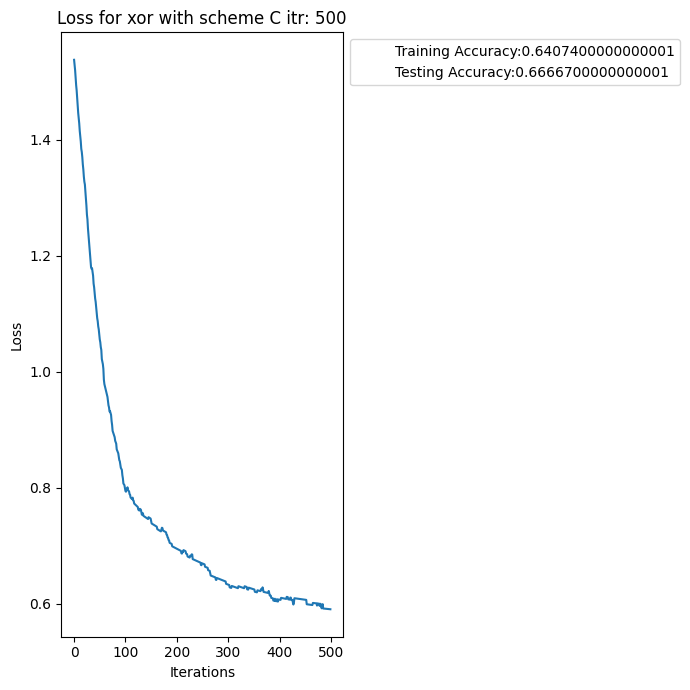 Loss for xor with scheme C itr: 500
Training Accuracy:0.6407400000000001
Testing Accuracy:0.6666700000000001
1.4
1.2
1.0
0.8
0.6
Loss
0
100
200
300
400
500
Iterations